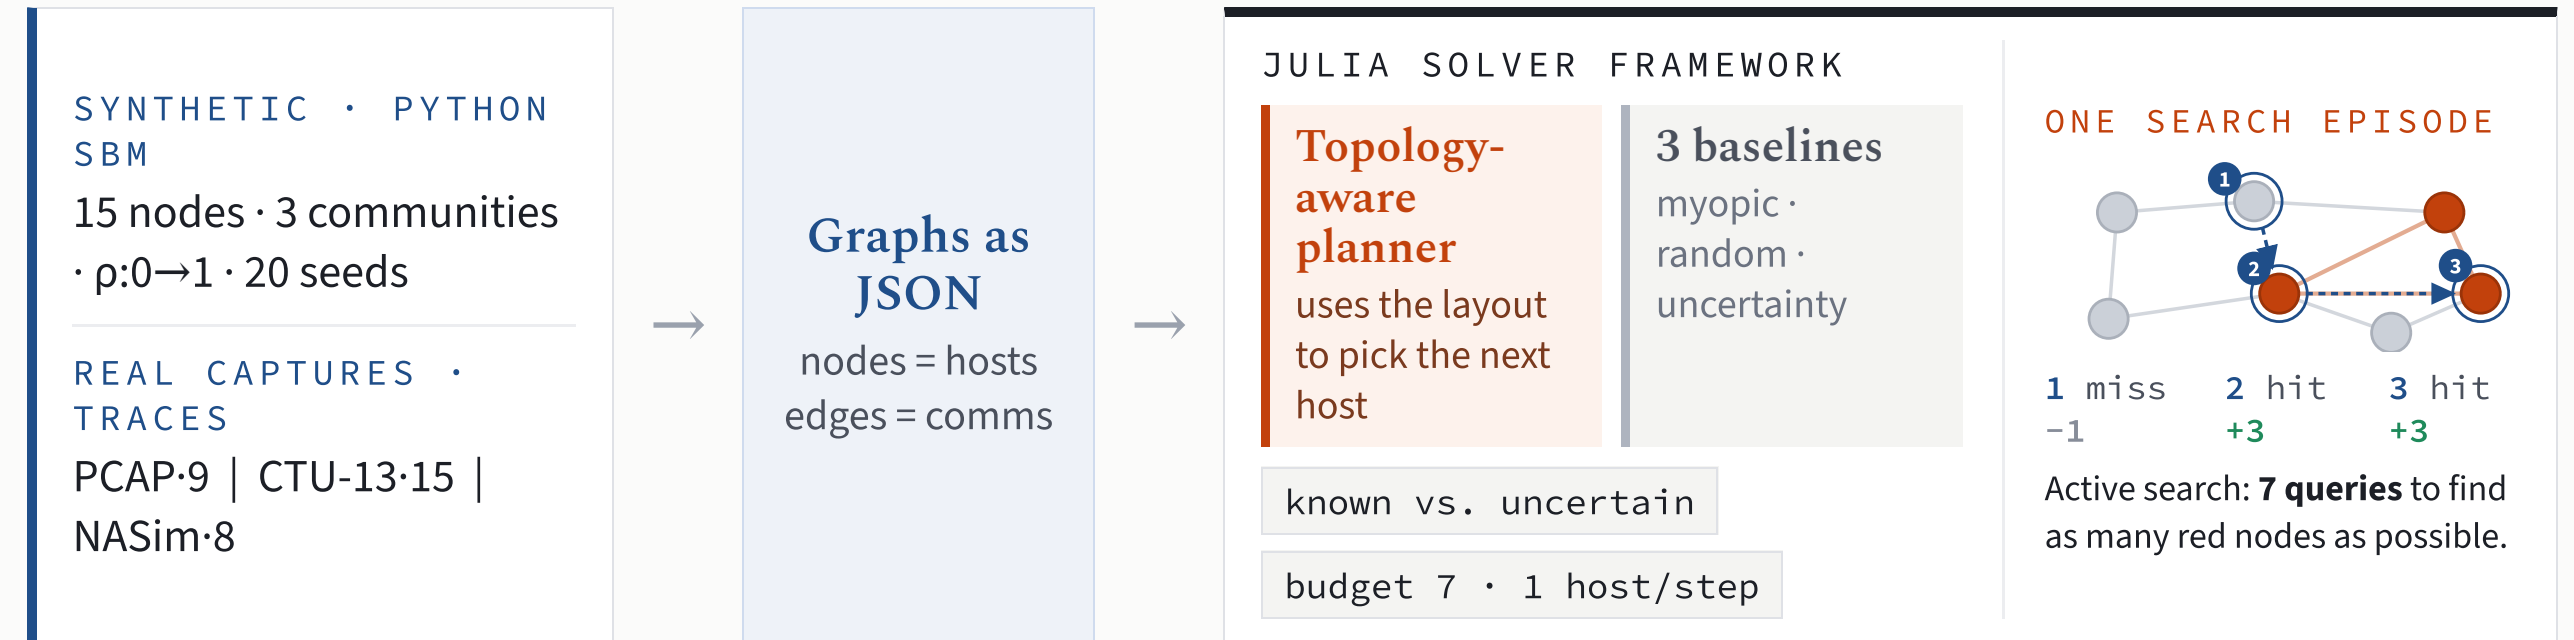 SYNTHETIC · PYTHON
SBM
15 nodes · 3 communities
· ρ:0→1 · 20 seeds
REAL CAPTURES ·
TRACES
PCAP·9 | CTU-13·15 |
NASim·8
→
Graphs as
JSON
nodes = hosts
edges = comms
→
JULIA SOLVER FRAMEWORK
Topology-
aware
planner
uses the layout
to pick the next
host
3 baselines
myopic ·
random ·
uncertainty
known vs. uncertain
budget 7 · 1 host/step
ONE SEARCH EPISODE
1
2
3
1 miss
−1
2 hit
+3
3 hit
+3
Active search: 7 queries to find
as many red nodes as possible.